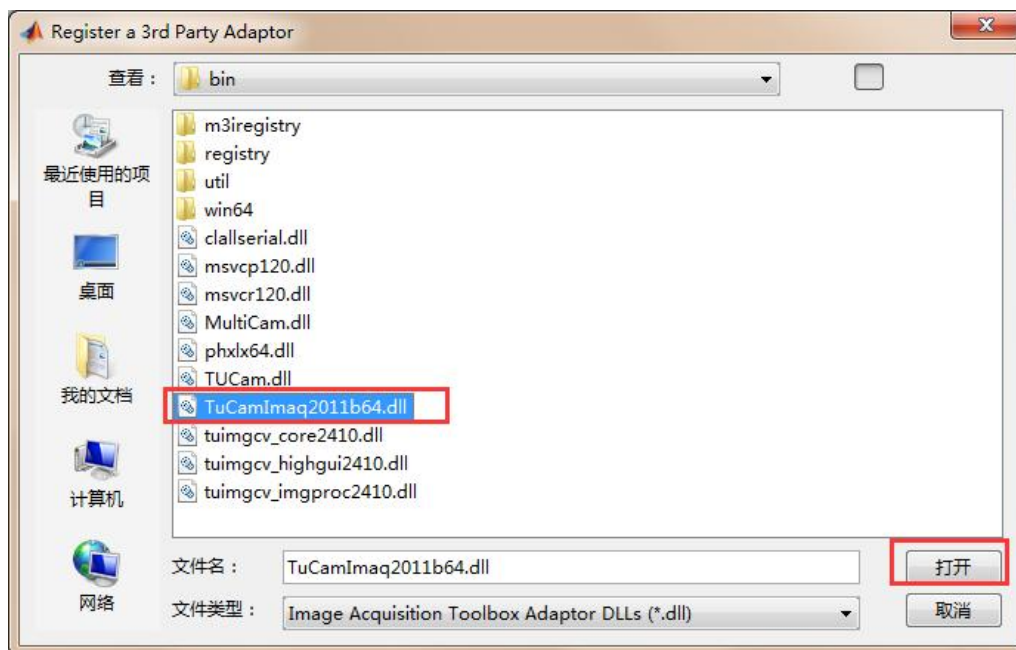 Register a 3rd Party Adaptor
查看：
bin
最近使用的项
目
桌面
我的文档
计算机
网络
m3iregistry
registry
util
win64
clallserial.dll
msvcp120.dll
msvcr120.dll
MultiCam.dll
phxlx64.dll
TUCam.dll
TuCamImaq2011b64.dll
tuimgcv_core2410.dll
tuimgcv_highgui2410.dll
tuimgcv_imgproc2410.dll
文件名： TuCamImaq2011b64.dll 打开
文件类型： Image Acquisition Toolbox Adaptor DLLs (*.dll) 取消